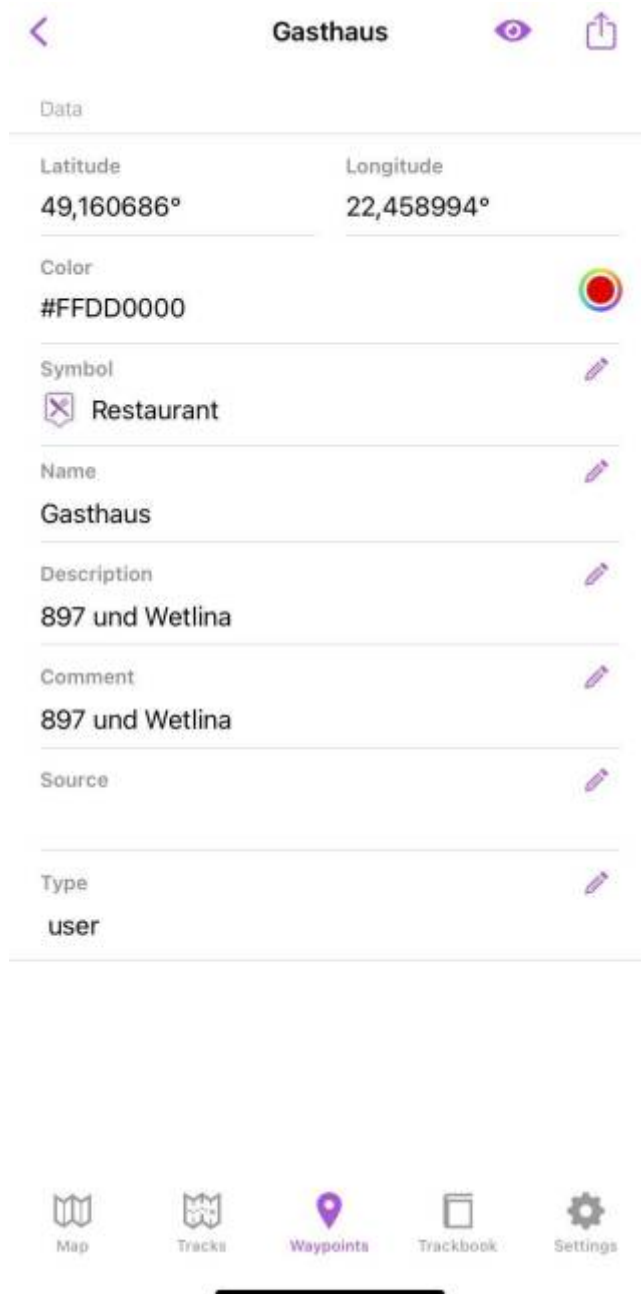 Gasthaus
Data
Latitude Longitude
49,160686° 22,458994°
Color
#FFDD0000
Symbol
Restaurant
Name
Gasthaus
Description
897 und Wetlina
Comment
897 und Wetlina
Source
Type
user
Map Tracks Waypoints Trackbook Settings